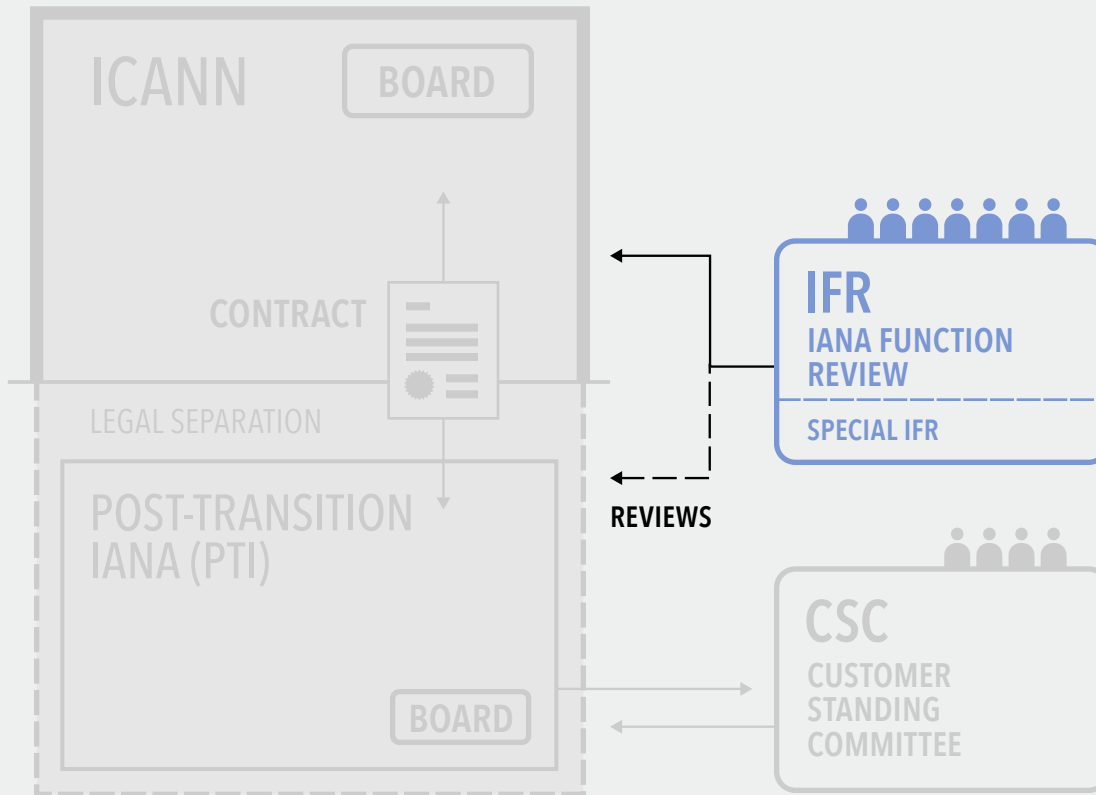 ICANN
BOARD
CONTRACT
LEGAL SEPARATION
POST-TRANSITION
IANA (PTI)
BOARD
REVIEWS
IFR
IANA FUNCTION
REVIEW
SPECIAL IFR
CSC
CUSTOMER
STANDING
COMMITTEE